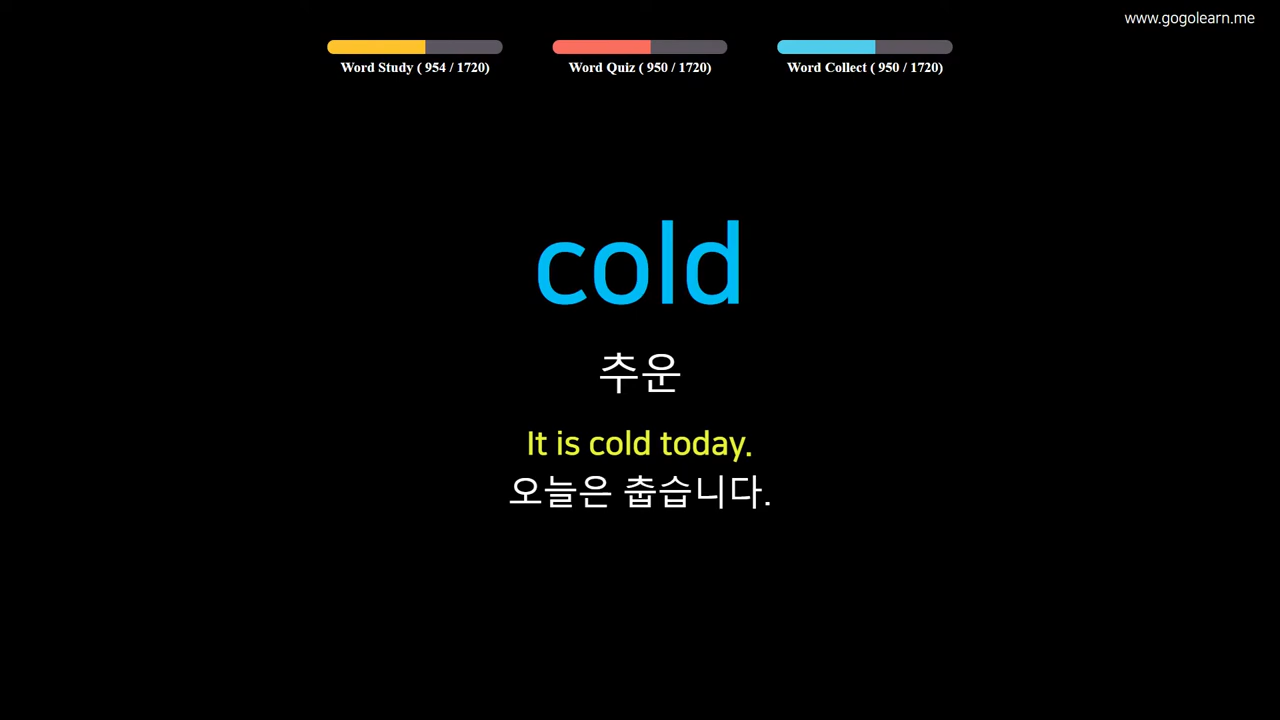 www.gogolearn.me
Word Study ( 954 / 1720) Word Quiz ( 950 / 1720) Word Collect ( 950 / 1720)
cold
추운
It is cold today.
오늘은 춥습니다.